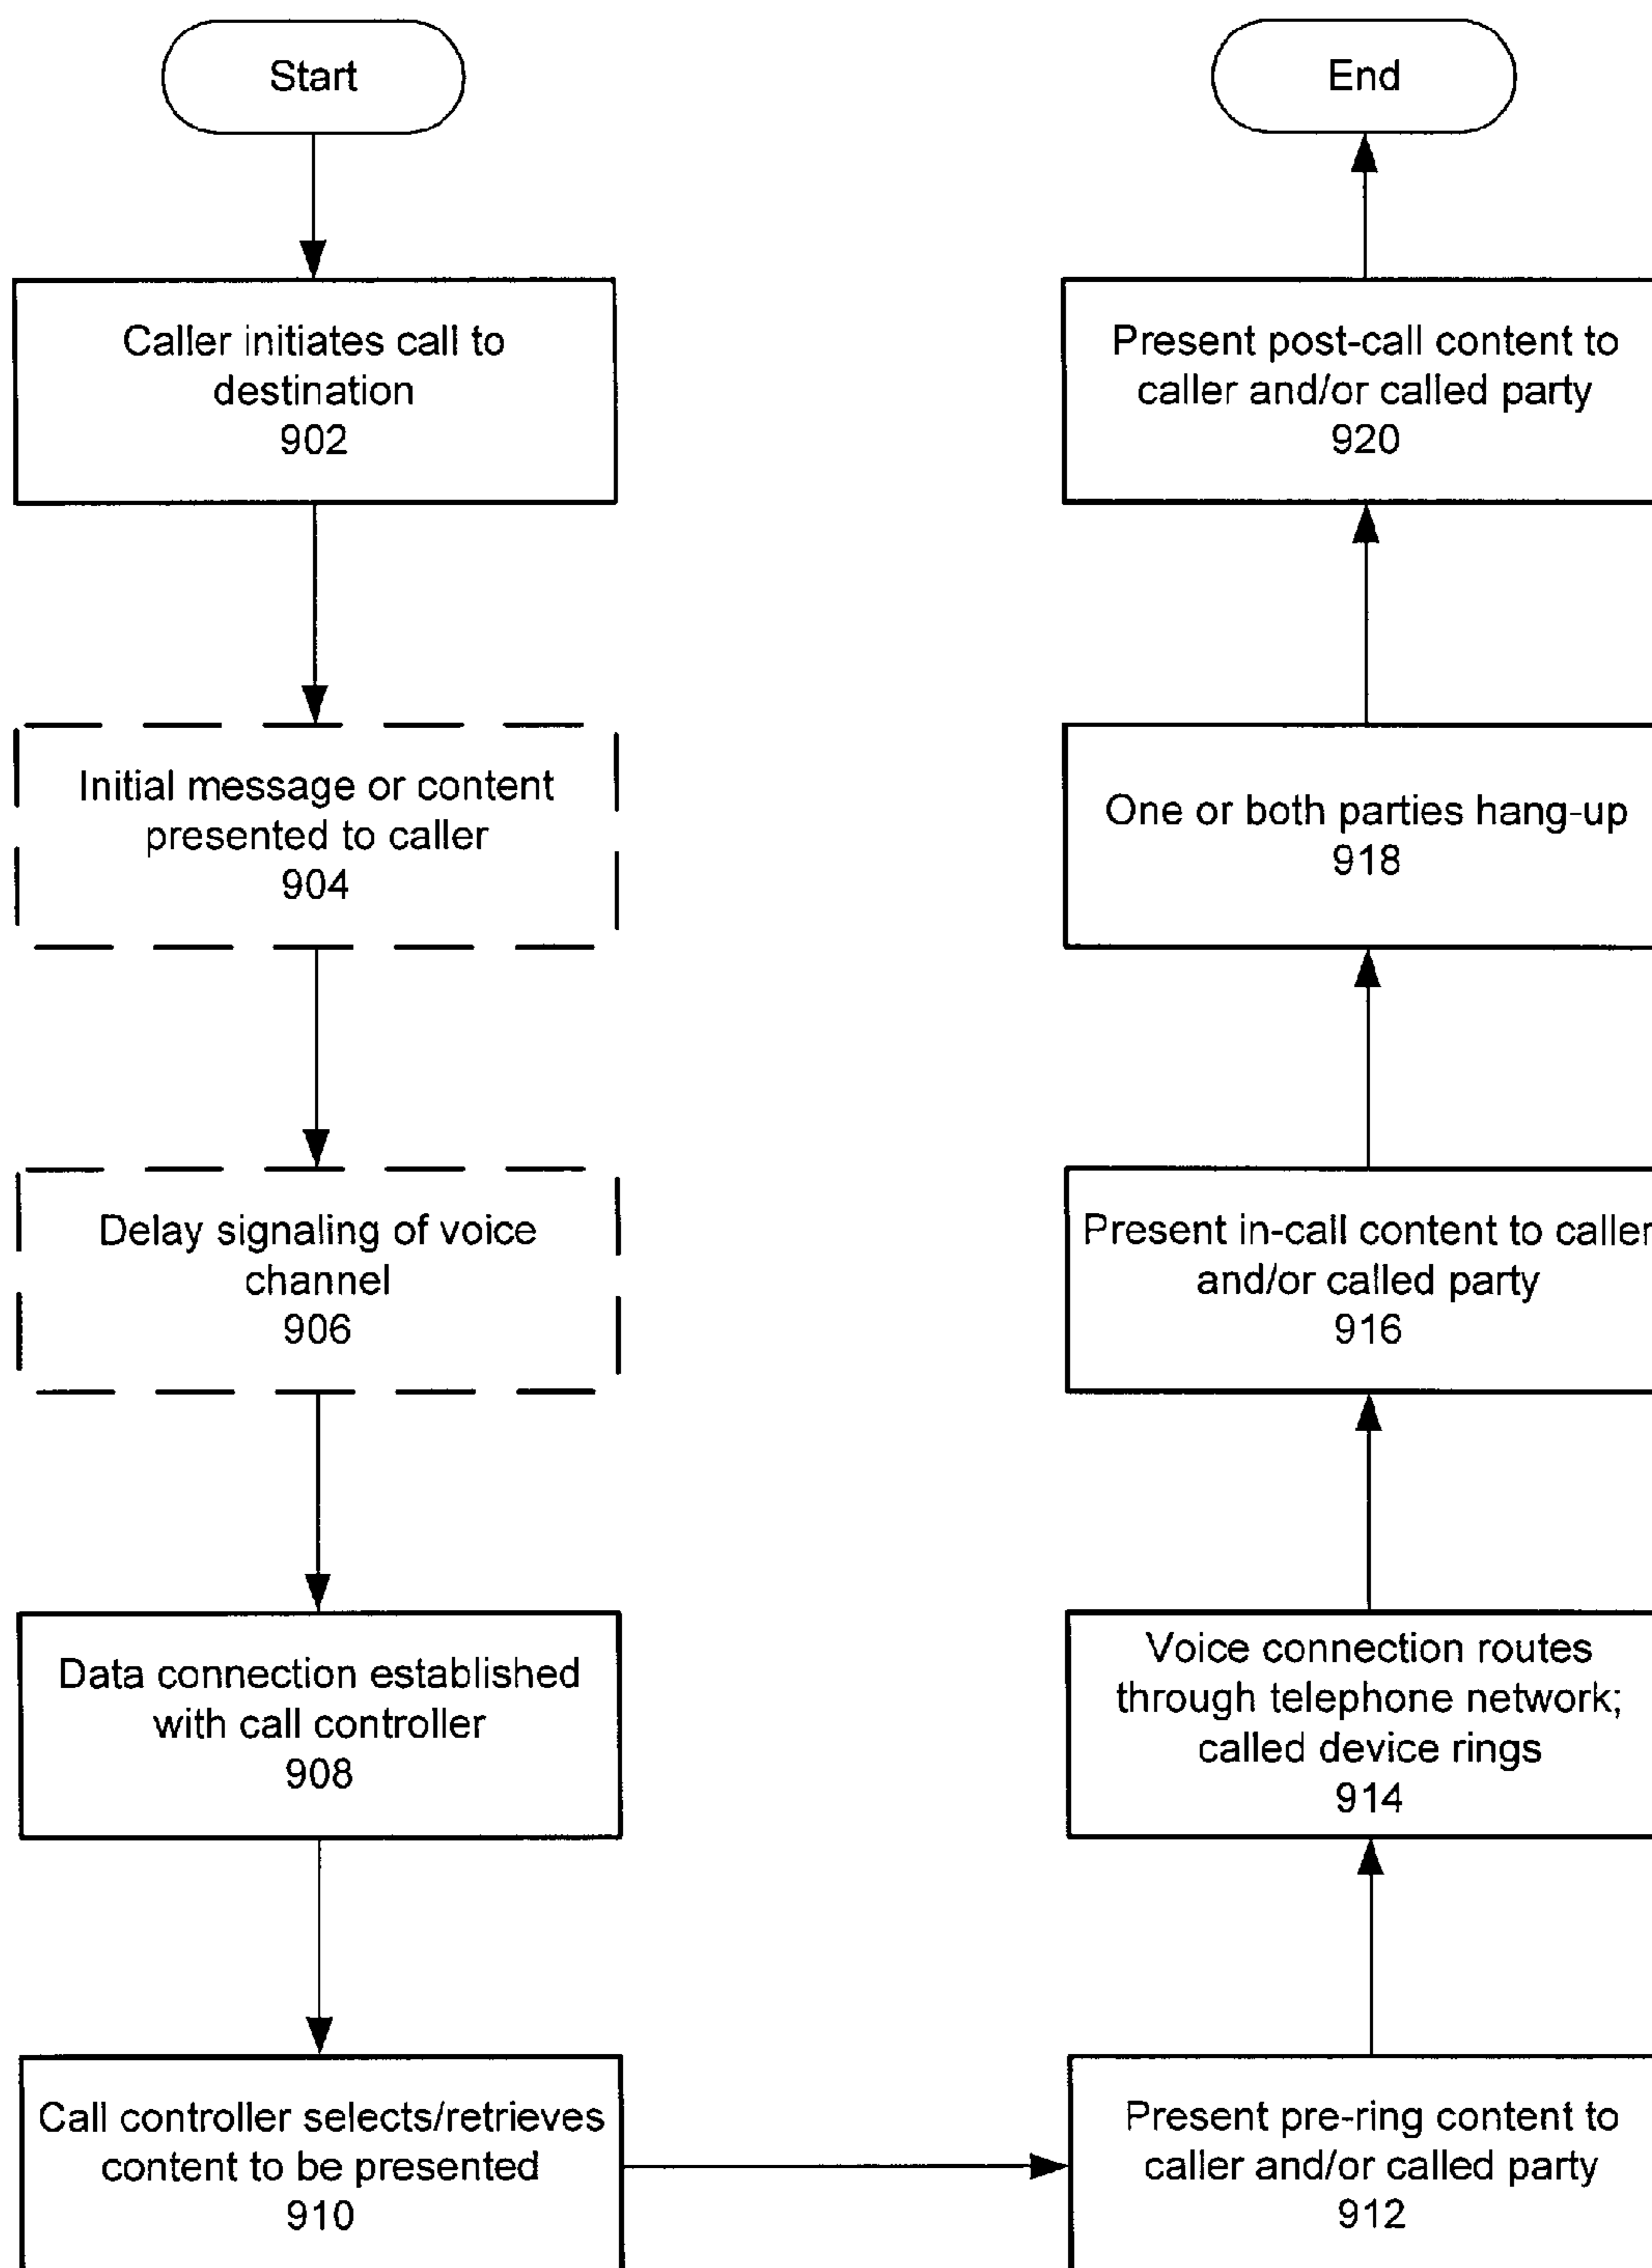 Start
Caller initiates call to
destination
902
Initial message or content
presented to caller
904
Delay signaling of voice
channel
906
Data connection established
with call controller
908
Call controller selects/retrieves
content to be presented
910
Present pre-ring content to
caller and/or called party
912
Voice connection routes
through telephone network;
called device rings
914
Present in-call content to caller
and/or called party
916
One or both parties hang-up
918
Present post-call content to
caller and/or called party
920
End